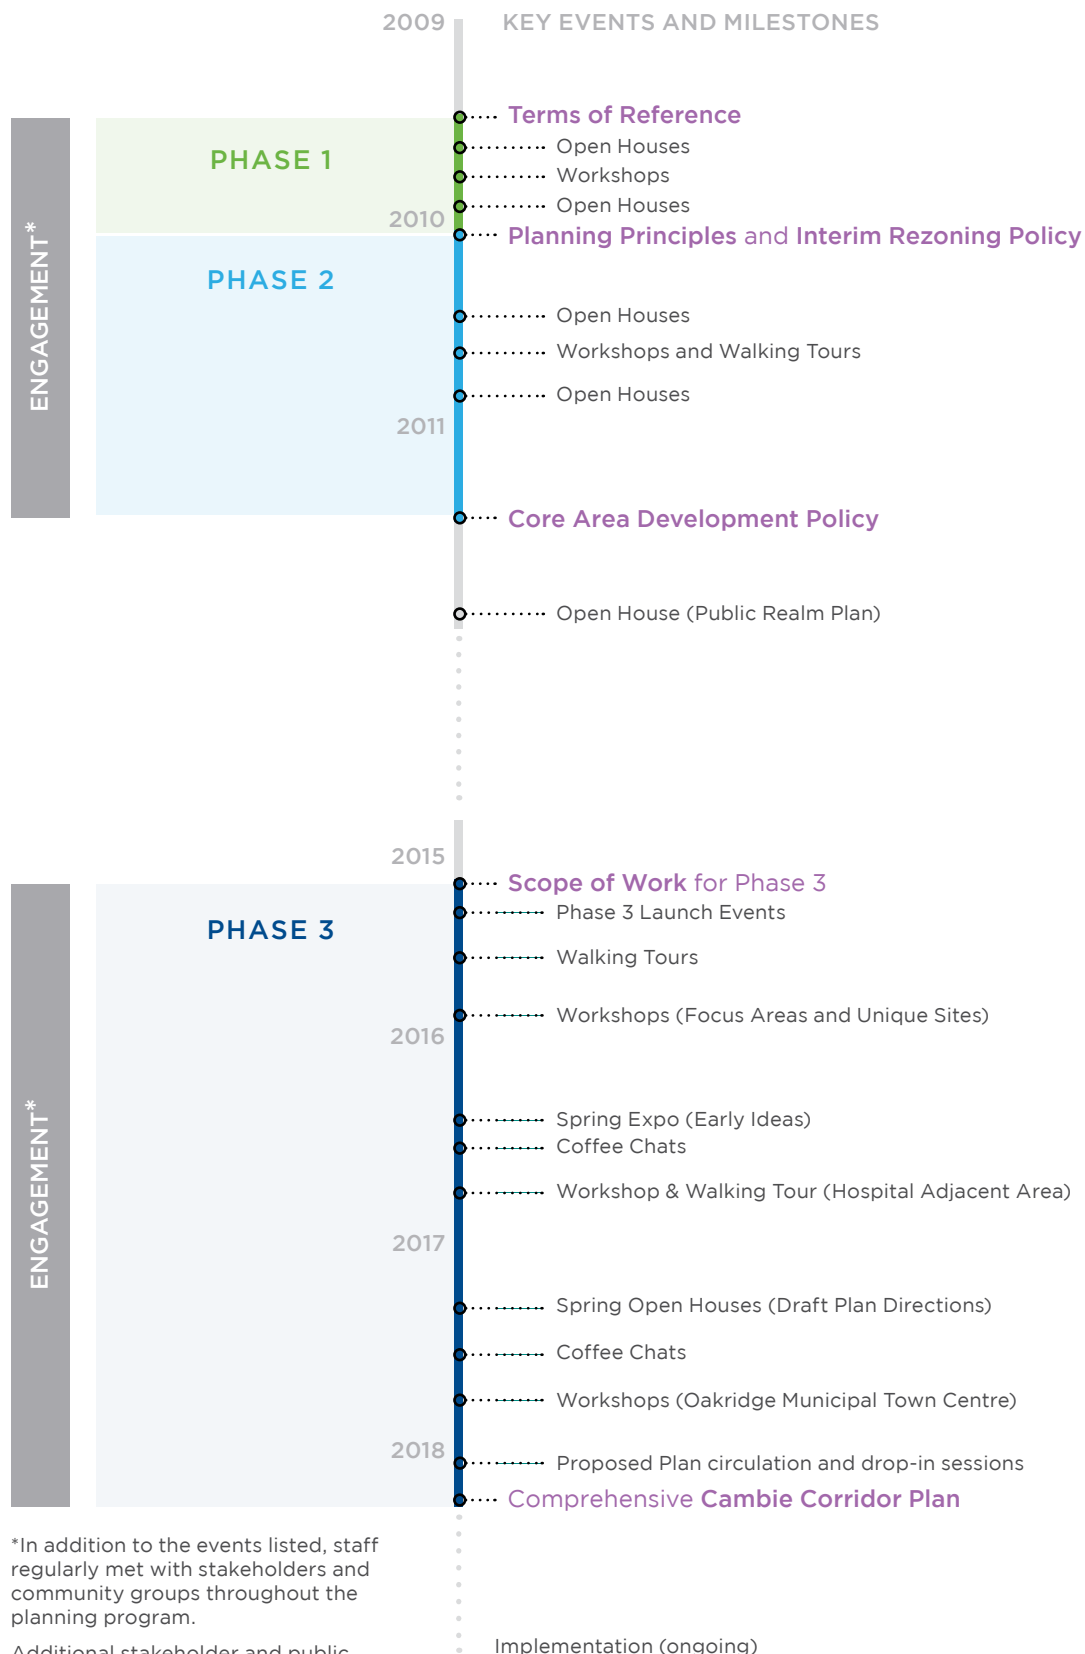 2009 KEY EVENTS AND MILESTONES
Terms of Reference
PHASE 1
Open Houses
Workshops
Open Houses
2010
Planning Principles and Interim Rezoning Policy
ENGAGEMENT*
PHASE 2
Open Houses
Workshops and Walking Tours
Open Houses
2011
Core Area Development Policy
Open House (Public Realm Plan)
2015
Scope of Work for Phase 3
Phase 3 Launch Events
PHASE 3
Walking Tours
Workshops (Focus Areas and Unique Sites)
2016
ENGAGEMENT*
Spring Expo (Early Ideas)
Coffee Chats
Workshop & Walking Tour (Hospital Adjacent Area)
2017
Spring Open Houses (Draft Plan Directions)
Coffee Chats
Workshops (Oakridge Municipal Town Centre)
2018
Proposed Plan circulation and drop-in sessions
Comprehensive Cambie Corridor Plan
*In addition to the events listed, staff
regularly met with stakeholders and
community groups throughout the
planning program.
Additional stakeholder and public
Implementation (ongoing)